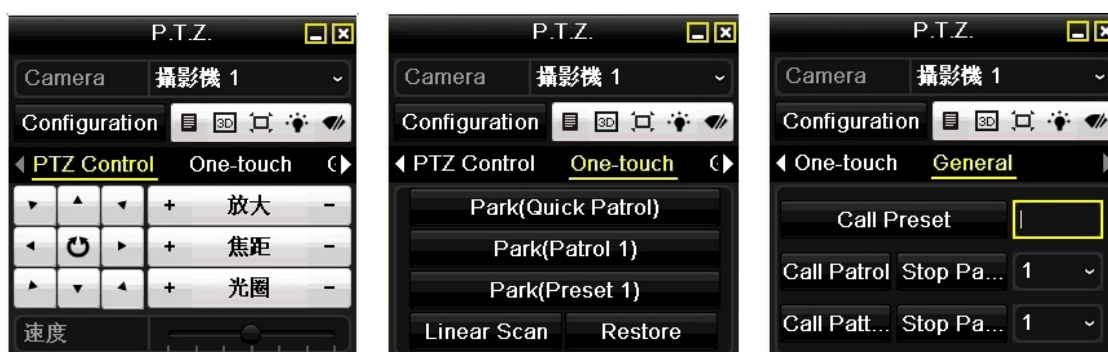 P.T.Z.
Camera 攝影機 1
Configuration 3D
PTZ Control One-touch
+ 放大 -
+ 焦距 -
+ 光圈 -
速度
P.T.Z.
Camera 攝影機 1
Configuration 3D
PTZ Control One-touch
Park(Quick Patrol)
Park(Patrol 1)
Park(Preset 1)
Linear Scan Restore
P.T.Z.
Camera 攝影機 1
Configuration 3D
One-touch General
Call Preset
Call Patrol Stop Pa... 1
Call Patt... Stop Pa... 1